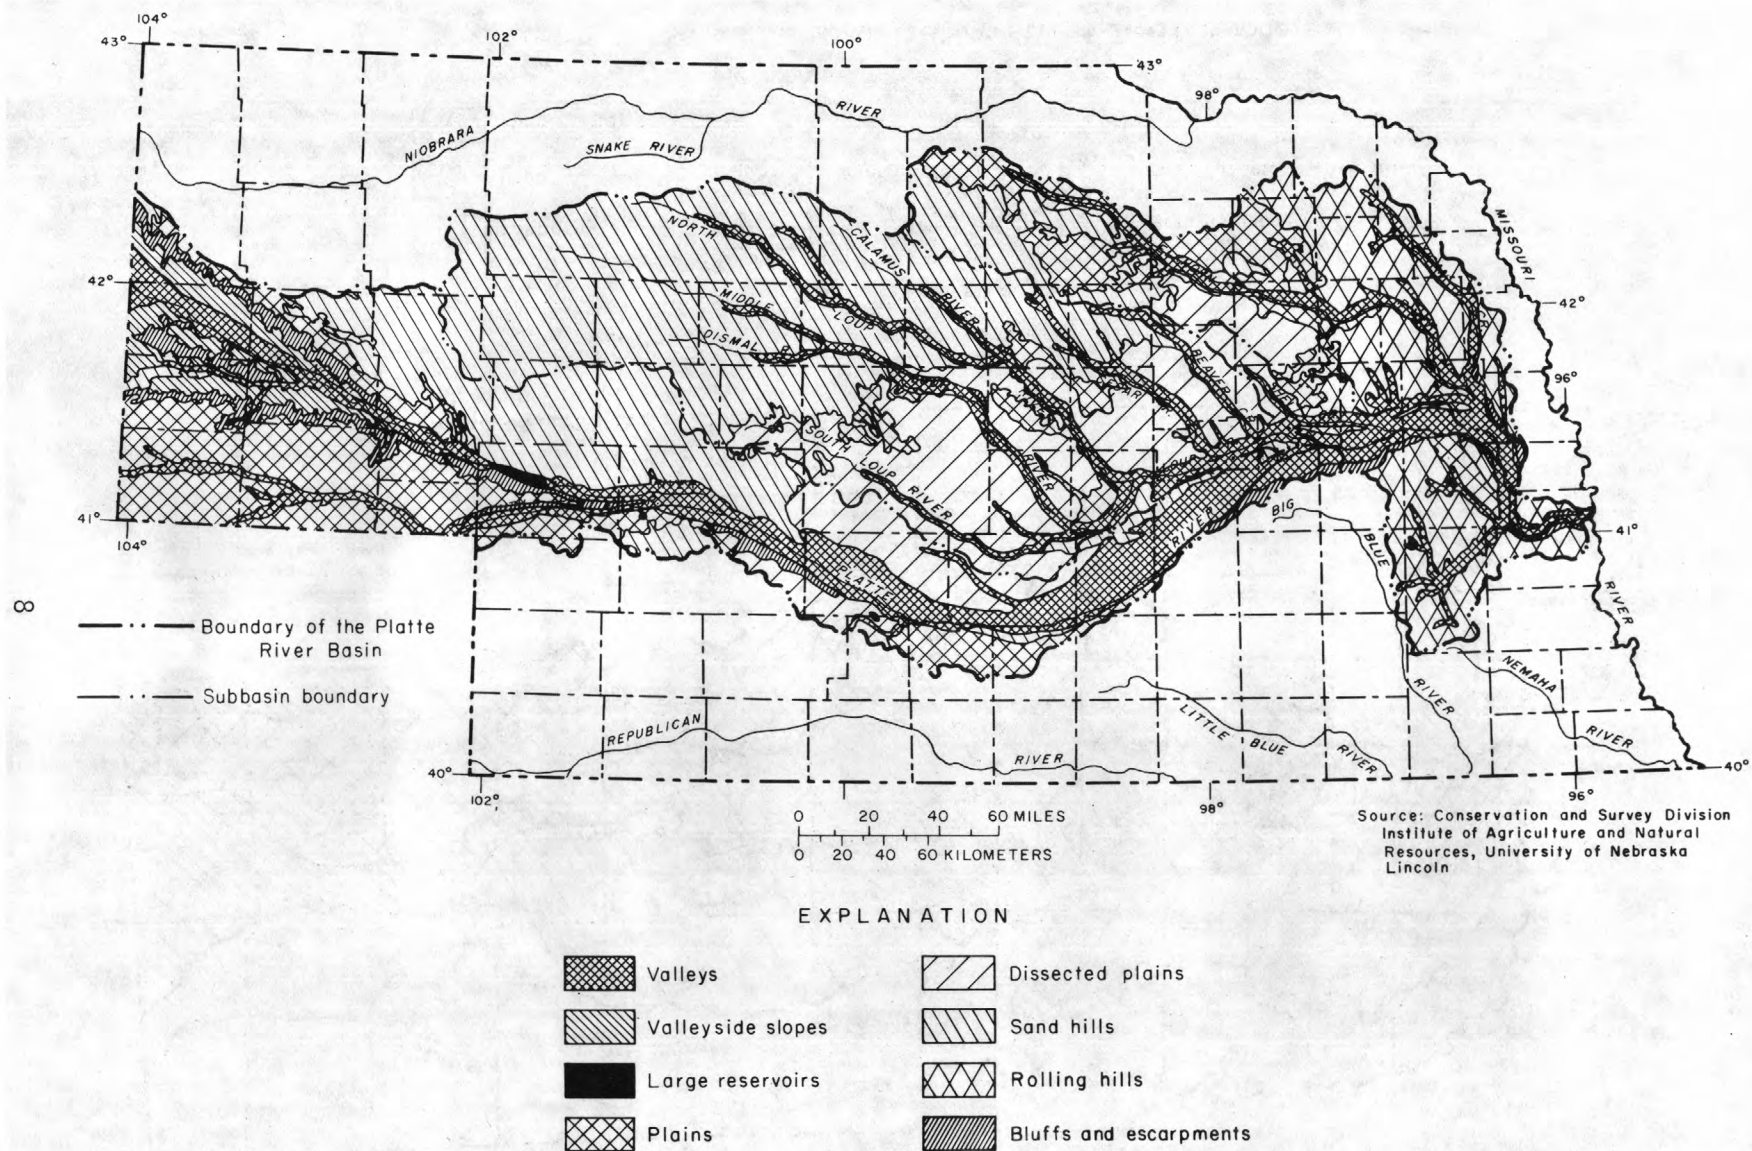 104°
43°
102°
100°
43°
98°
NIOBRARA
RIVER
SNAKE RIVER
MISSOURI
NORTH
CALAMUS
RIVER
42°
42°
MIDDLE
LOUP
DISMAL
BEAVER
CEDAR
96°
SOUTH
LOUP
RIVER
RIVER
LOUP
RIVER
BIG
BLUE
41°
104°
41°
PLATTE
RIVER
8
Boundary of the Platte
River Basin
Subbasin boundary
NEMAHA
RIVER
RIVER
REPUBLICAN
RIVER
LITTLE BLUE
RIVER
40°
40°
102°
98°
96°
0 20 40 60 MILES
0 20 40 60 KILOMETERS
Source: Conservation and Survey Division
Institute of Agriculture and Natural
Resources, University of Nebraska
Lincoln
EXPLANATION
Valleys
Dissected plains
Valleyside slopes
Sand hills
Large reservoirs
Rolling hills
Plains
Bluffs and escarpments